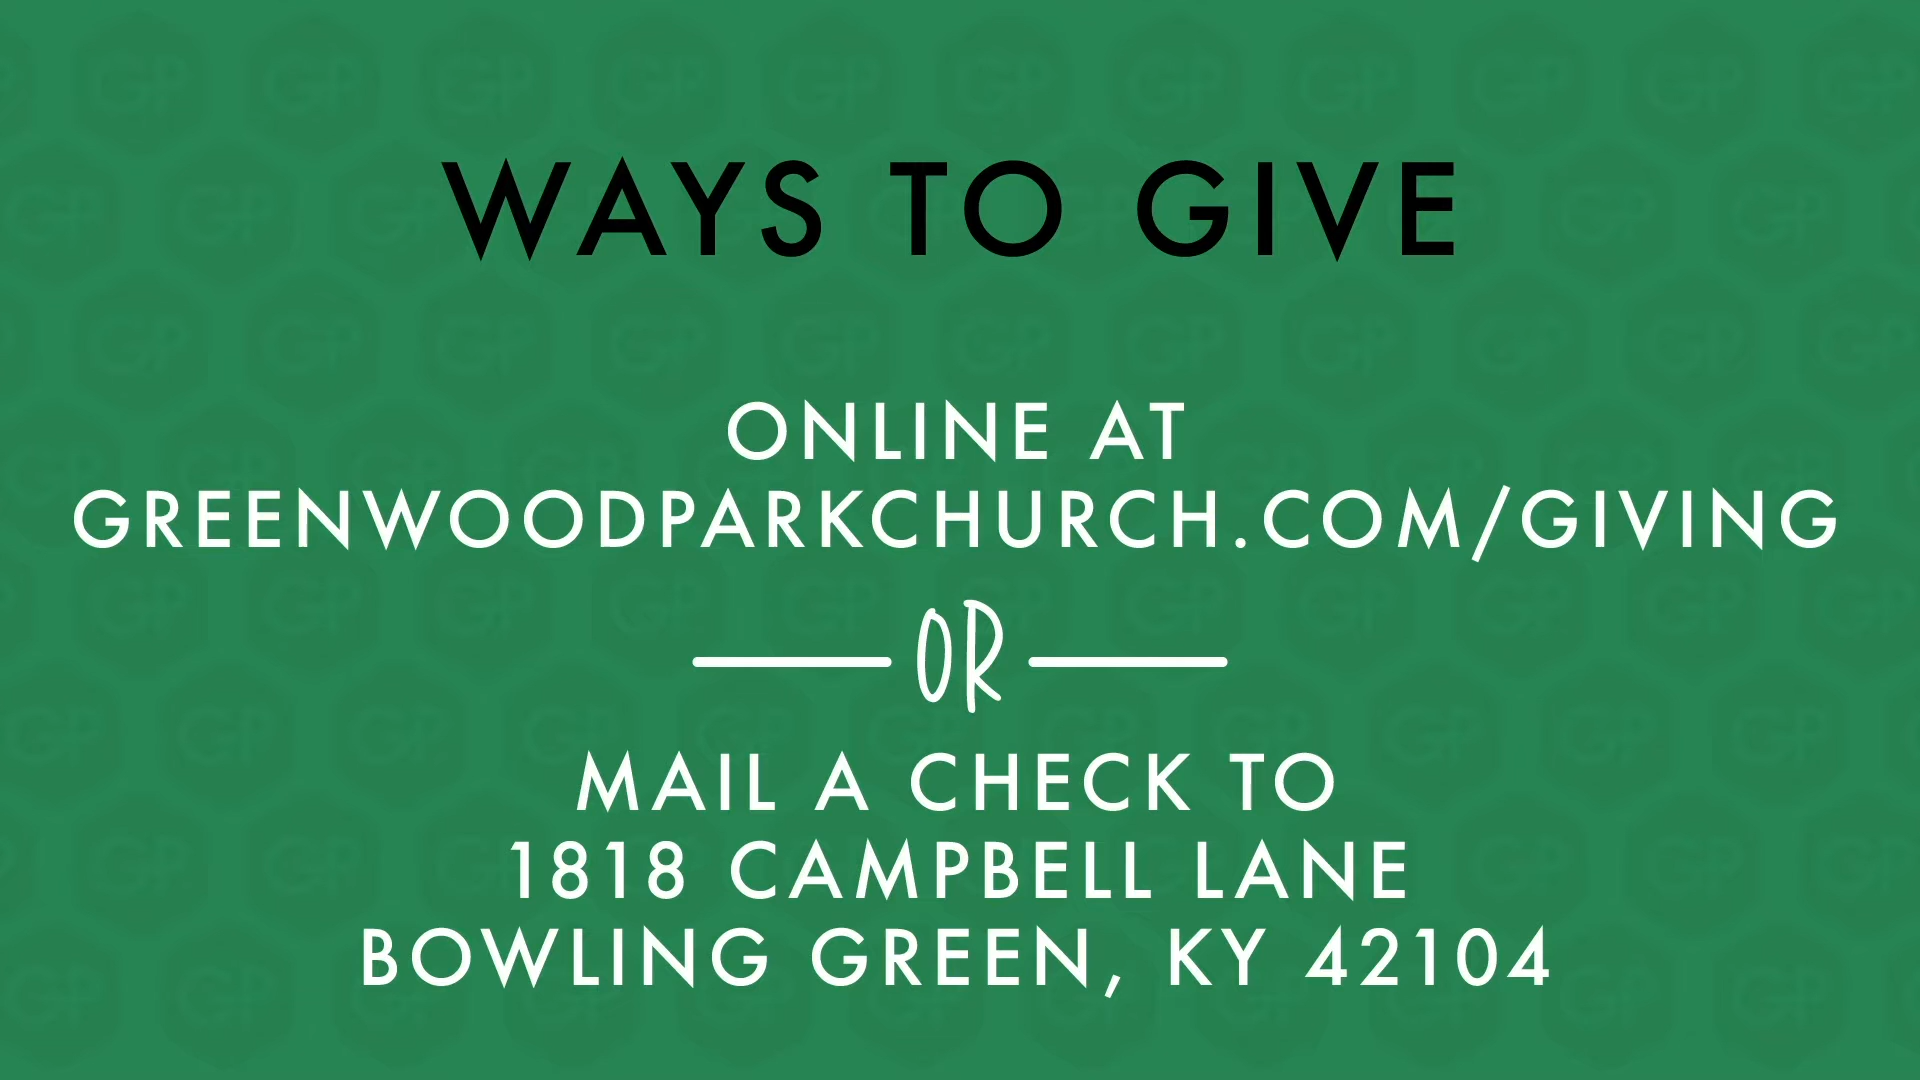 WAYS TO GIVE
ONLINE AT
GREENWOODPARKCHURCH.COM/GIVING
OR
MAIL A CHECK TO
1818 CAMPBELL LANE
BOWLING GREEN, KY 42104